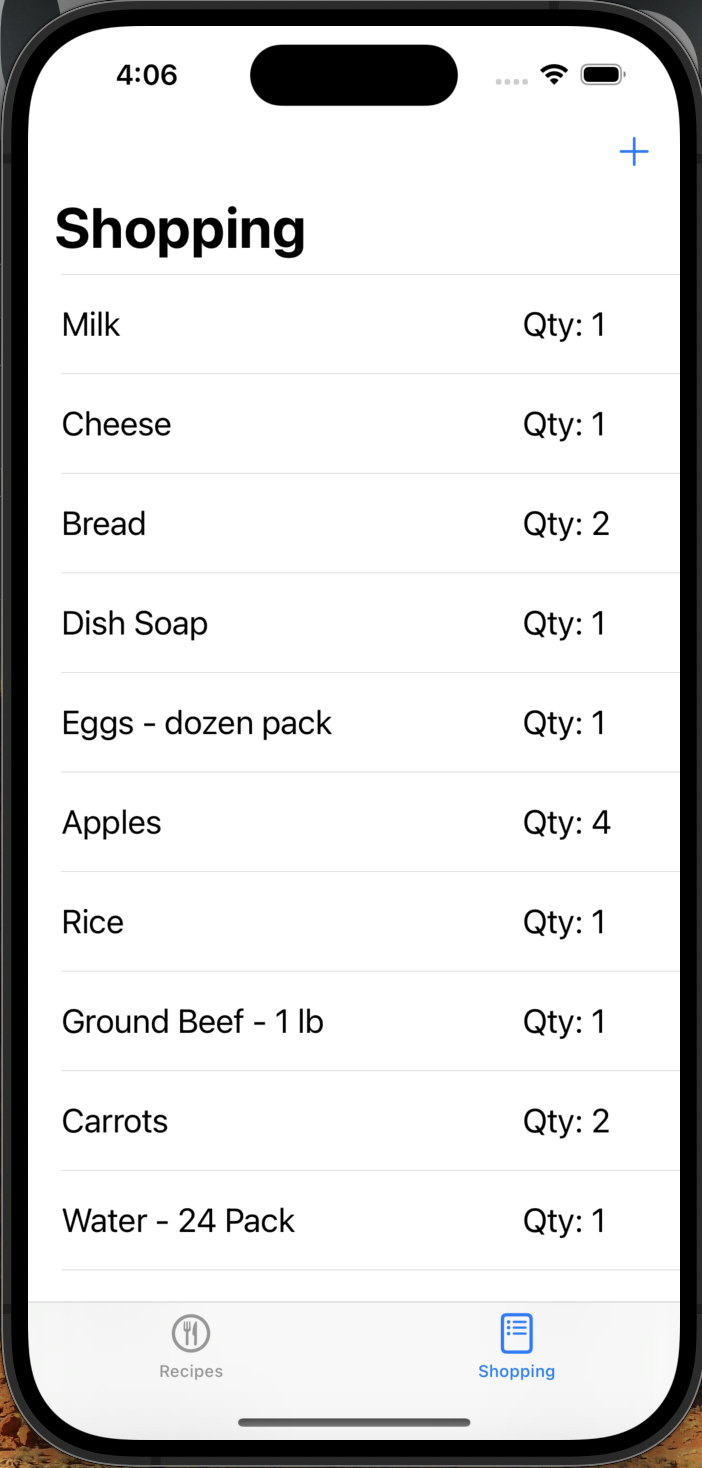 4:06
Shopping
Milk Qty: 1
Cheese Qty: 1
Bread Qty: 2
Dish Soap Qty: 1
Eggs - dozen pack Qty: 1
Apples Qty: 4
Rice Qty: 1
Ground Beef - 1 lb Qty: 1
Carrots Qty: 2
Water - 24 Pack Qty: 1
Recipes Shopping